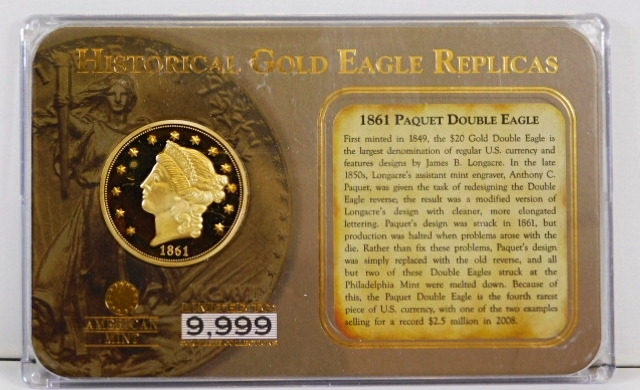 HISTORICAL GOLD EAGLE REPLICAS
1861 PAQUET DOUBLE EAGLE
First minted in 1849, the $20 Gold Double Eagle is
the largest denomination of regular U.S. currency and
features designs by James B. Longacre. In the late
1850s, Longacre's assistant mint engraver, Anthony C.
Paquet, was given the task of redesigning the Double
Eagle reverse; the result was a modified version of
Longacre's design with cleaner, more elongated
lettering. Paquet's design was struck in 1861, but
production was halted when problems arose with the
die. Rather than fix these problems, Paquet's design
was simply replaced with the old reverse, and all
but two of these Double Eagles struck at the
Philadelphia Mint were melted down. Because of
this, the Paquet Double Eagle is the fourth rarest
piece of U.S. currency, with one of the two examples
selling for a record $2.5 million in 2008.
1861
AMERICAN
MINT
9,999